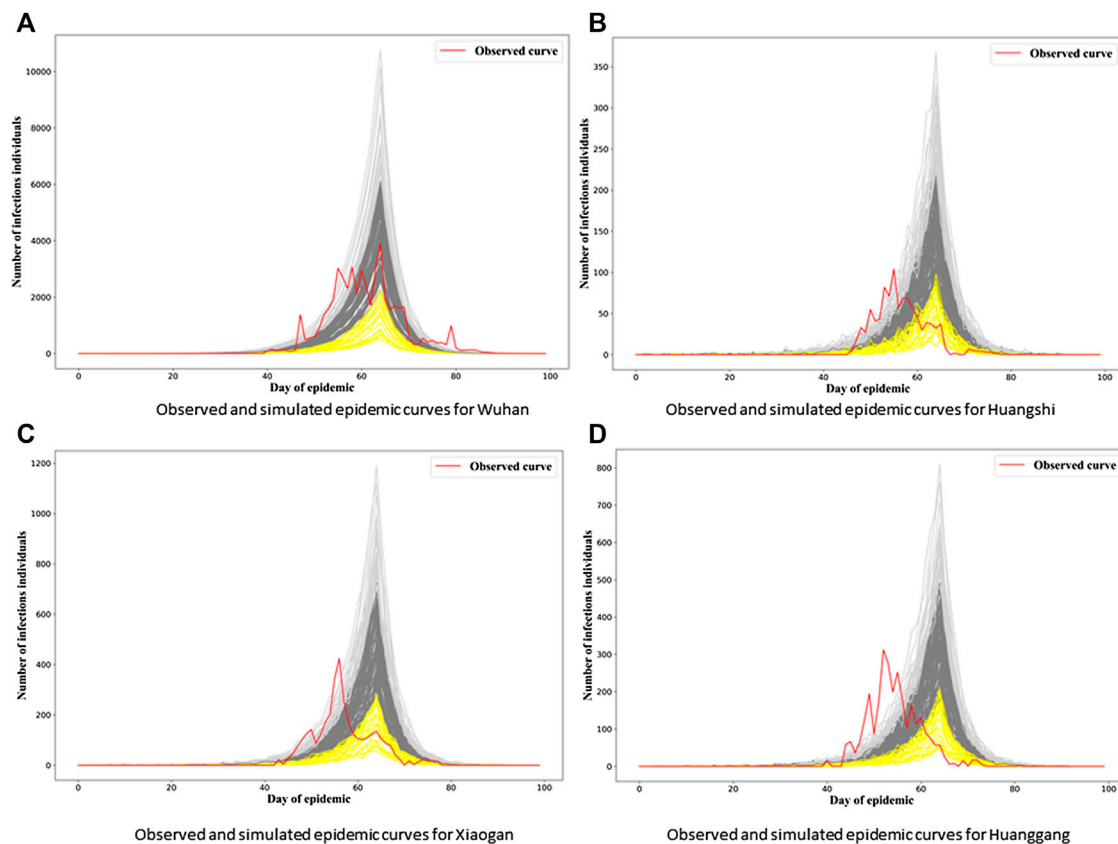 A
Observed curve
Number of infections individuals
10000
8000
6000
4000
2000
0
0 20 40 60 80 100
Day of epidemic
Observed and simulated epidemic curves for Wuhan
B
Observed curve
Number of infections individuals
350
300
250
200
150
100
50
0
0 20 40 60 80 100
Day of epidemic
Observed and simulated epidemic curves for Huangshi
C
Observed curve
Number of infections individuals
1200
1000
800
600
400
200
0
0 20 40 60 80 100
Day of epidemic
Observed and simulated epidemic curves for Xiaogan
D
Observed curve
Number of infections individuals
800
700
600
500
400
300
200
100
0
0 20 40 60 80 100
Day of epidemic
Observed and simulated epidemic curves for Huanggang